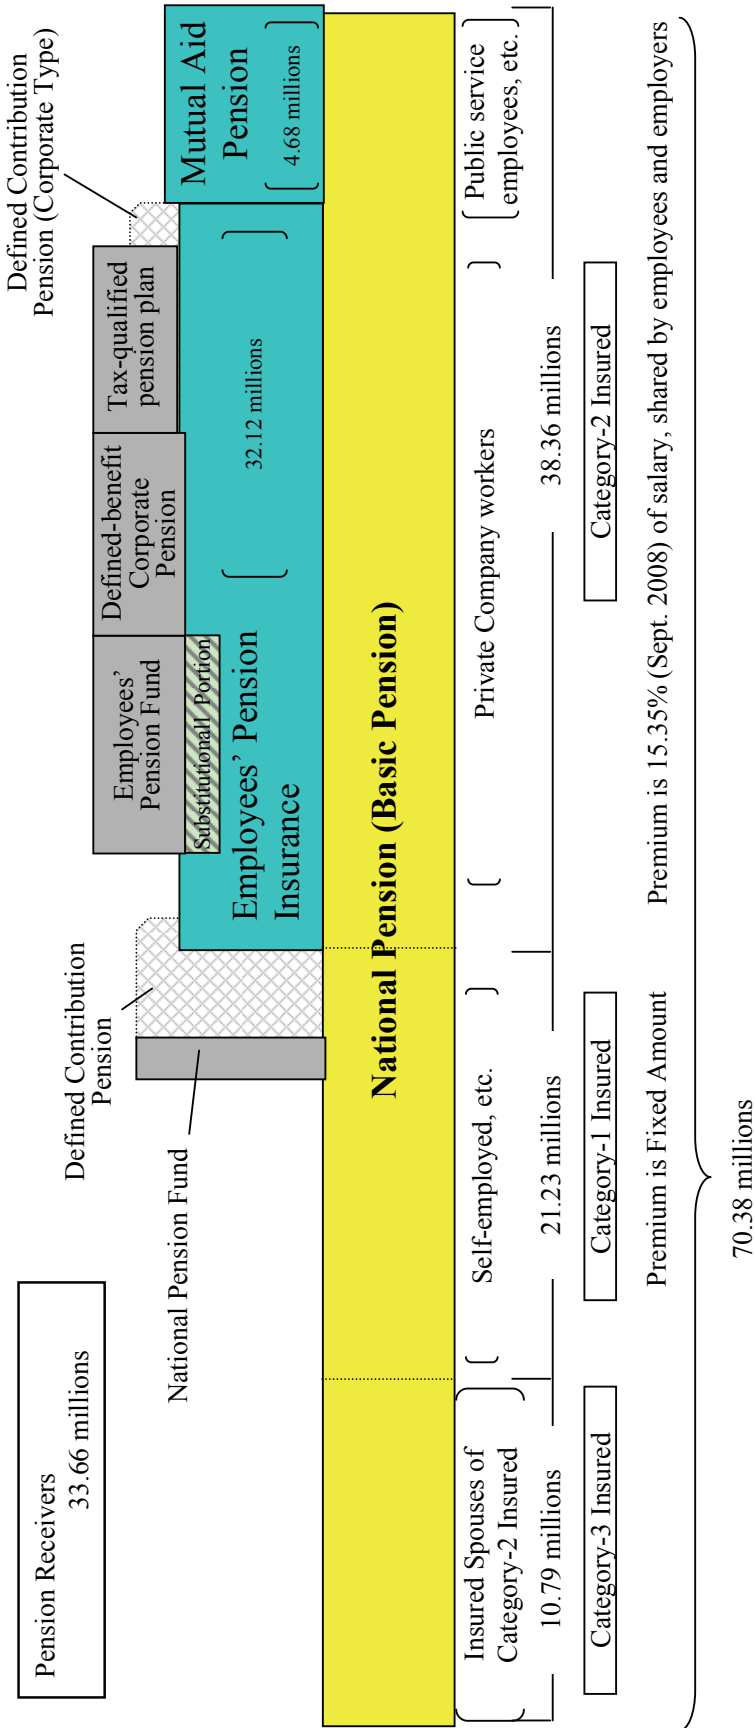 Pension Receivers
33.66 millions
Defined Contribution
Pension
National Pension Fund
Defined Contribution
Pension (Corporate Type)
Employees’
Pension Fund
Defined-benefit
Corporate
Pension
Tax-qualified
pension plan
Substitutionall Portion
Employees’ Pension
Insurance
32.12 millions
Mutual Aid
Pension
4.68 millions
National Pension (Basic Pension)
Insured Spouses of
Category-2 Insured
Self-employed, etc.
Private Company workers
Public service
employees, etc.
10.79 millions
21.23 millions
38.36 millions
Category-3 Insured
Category-1 Insured
Category-2 Insured
Premium is Fixed Amount
Premium is 15.35% (Sept. 2008) of salary, shared by employees and employers
70.38 millions